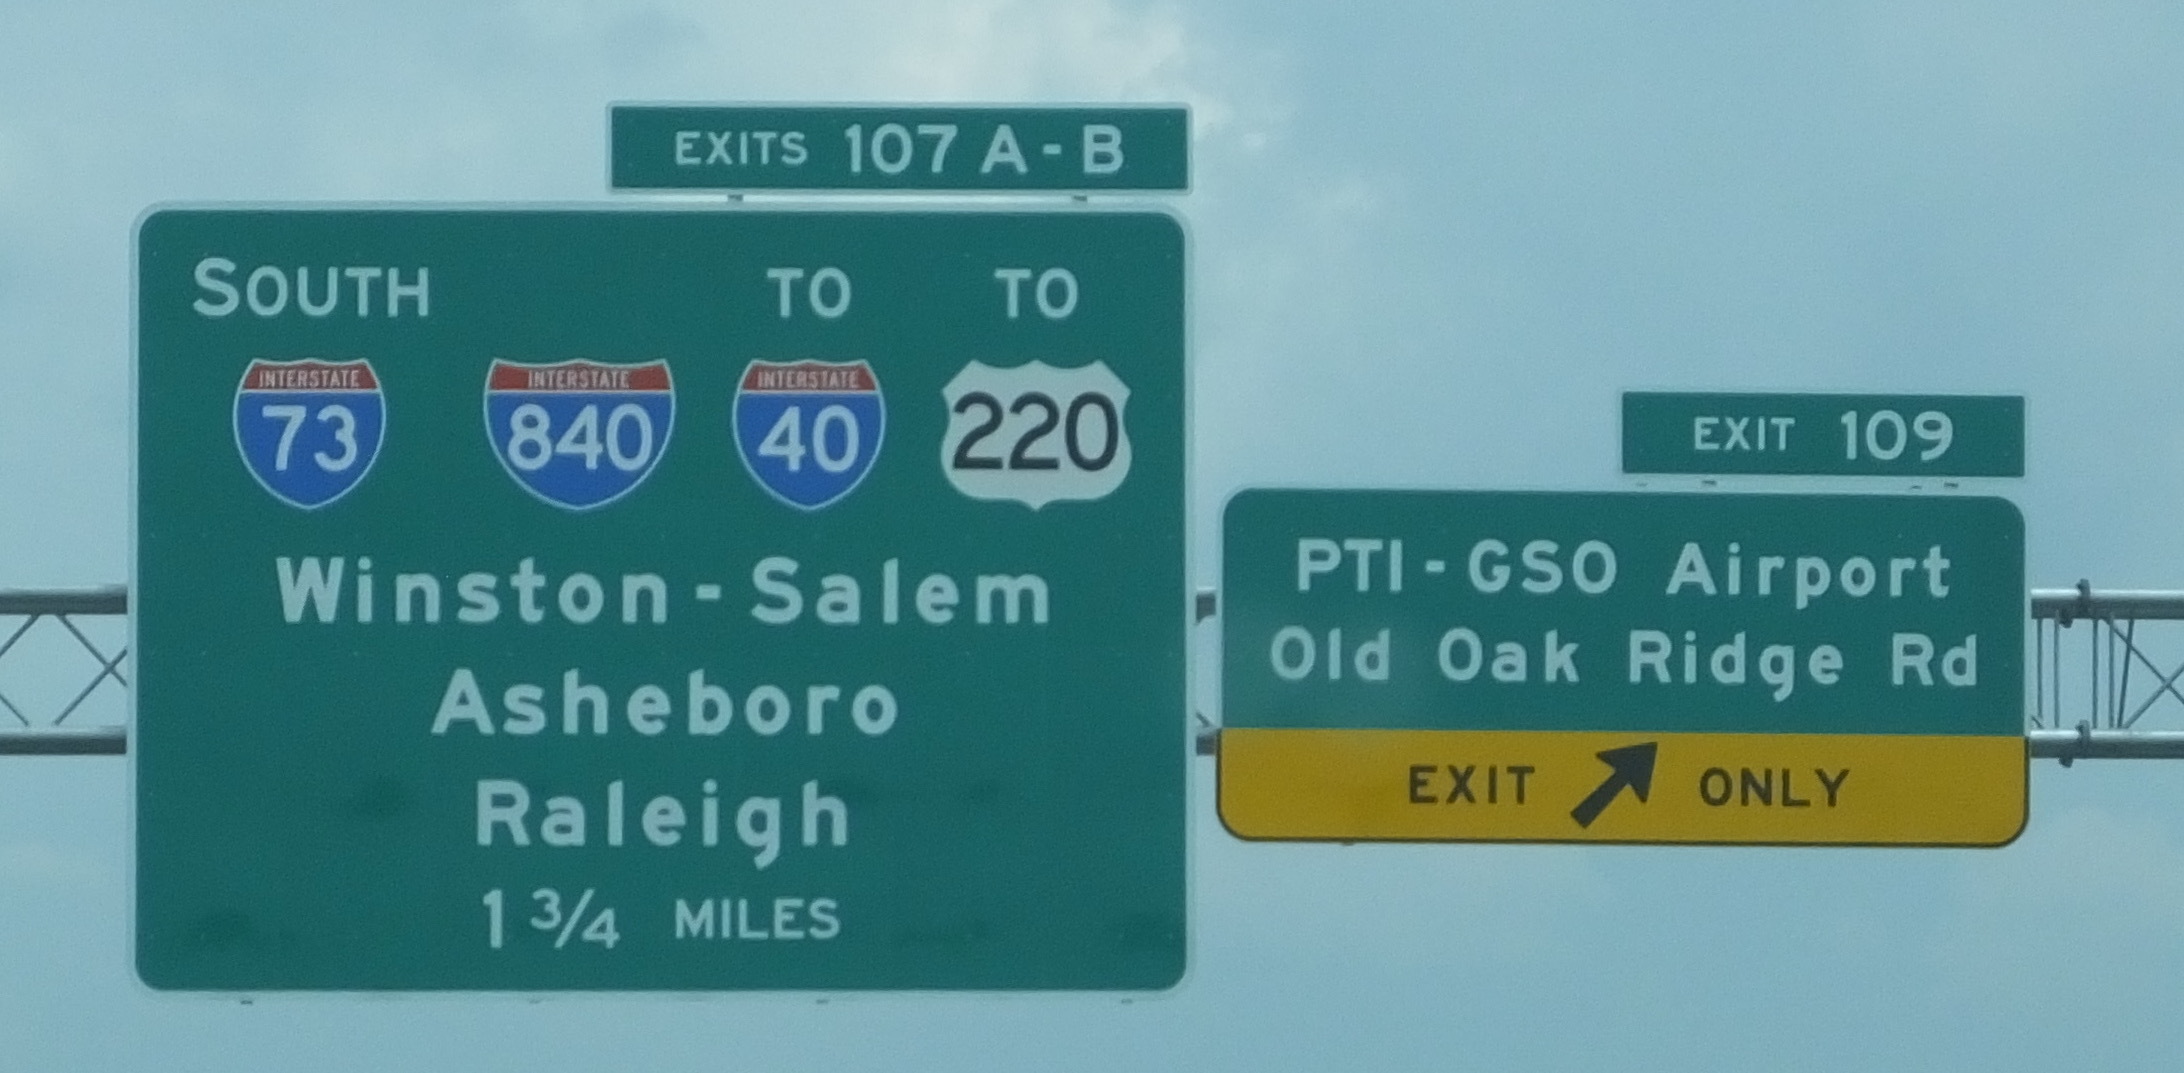 EXITS 107 A - B
SOUTH TO TO
INTERSTATE 73 INTERSTATE 840 INTERSTATE 40 220
Winston - Salem
Asheboro
Raleigh
1 3/4 MILES
EXIT 109
PTI - GSO Airport
Old Oak Ridge Rd
EXIT ONLY